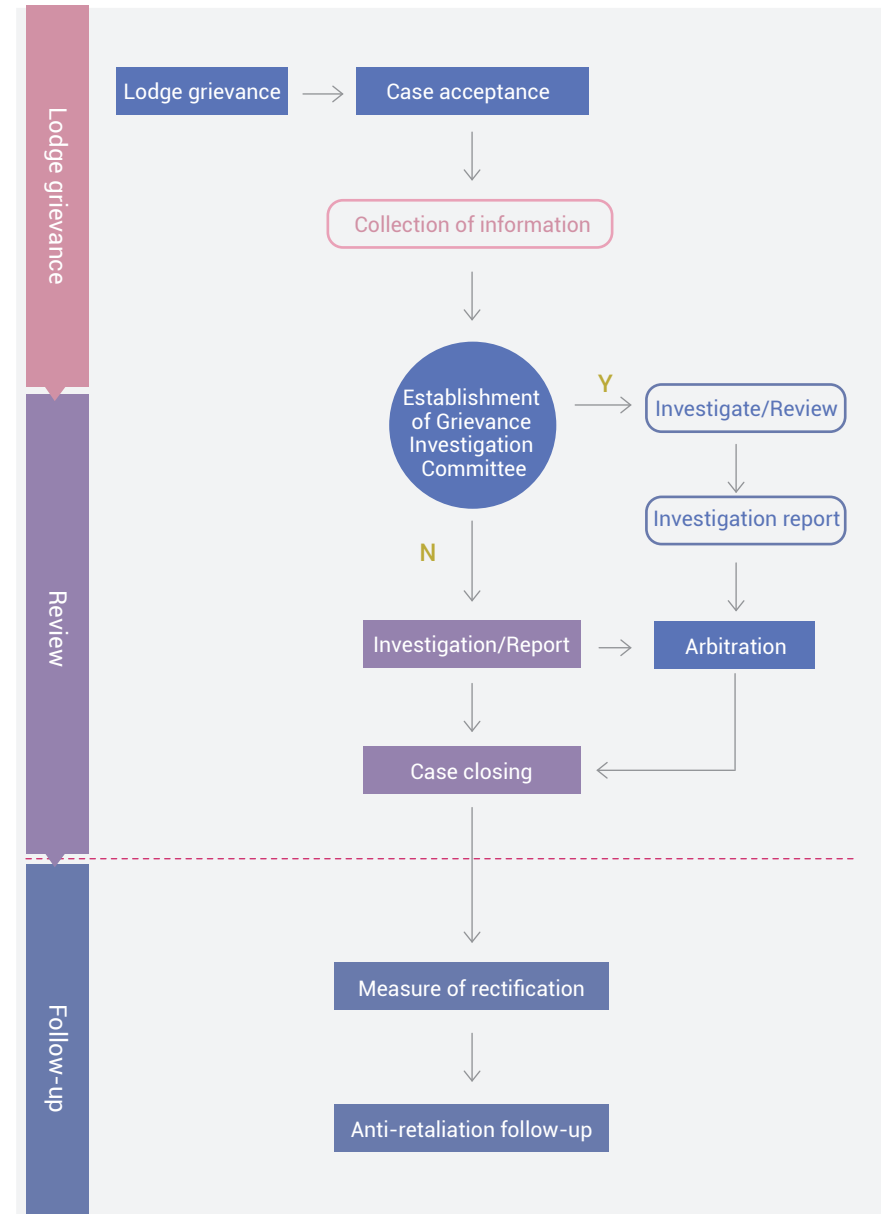 Lodge grievance
Lodge grievance
Case acceptance
Collection of information
Review
Establishment
of Grievance
Investigation
Committee
Y
Investigate/Review
Investigation report
N
Investigation/Report
Arbitration
Case closing
Follow-up
Measure of rectification
Anti-retaliation follow-up